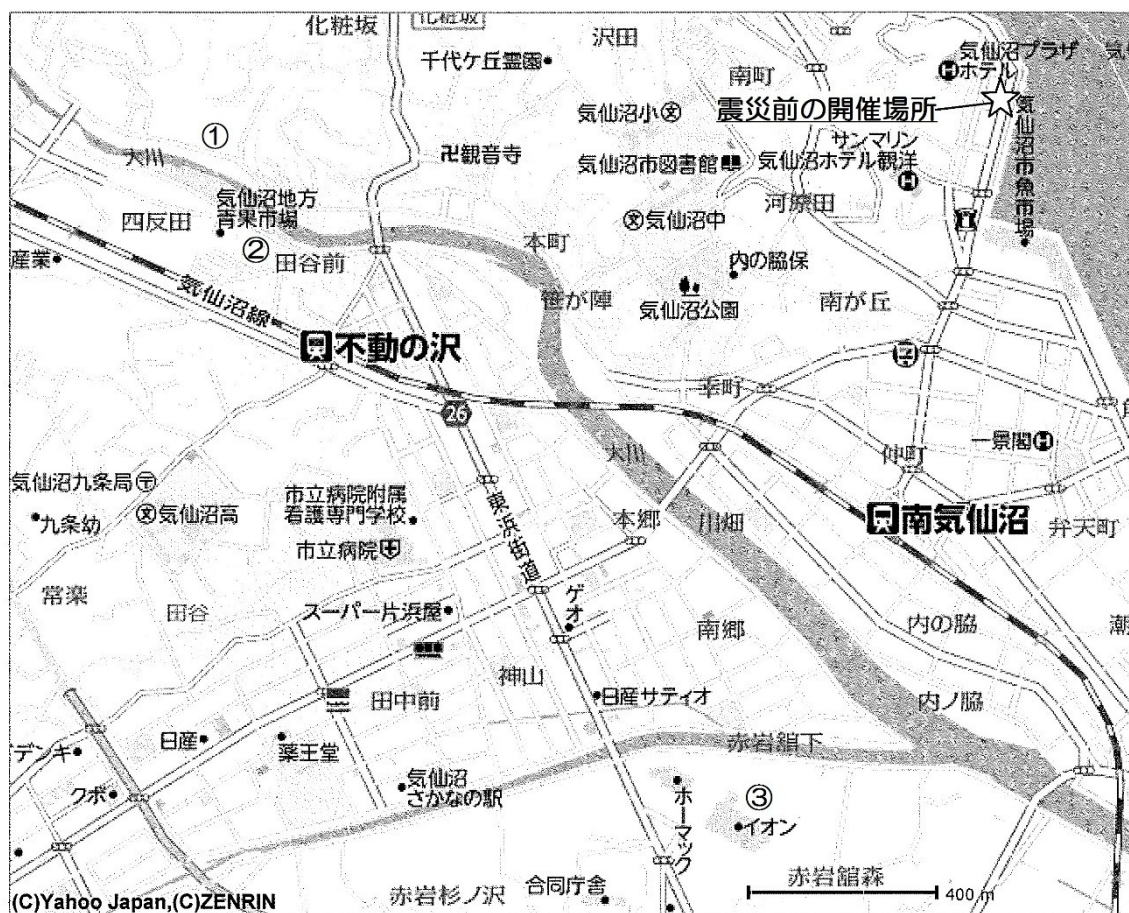 化粧坂
化粧坂
沢田
千代ケ丘霊園
南町
気仙沼プラザ
ホテル
震災前の開催場所
気仙沼小
サンマリン
気仙沼ホテル観洋
気仙沼市魚市場
①
大川
卍観音寺
気仙沼市図書館
気仙沼地方
青果市場
四反田
河原田
気仙沼中
②
田谷前
本町
産業
内の脇保
気仙沼線
笹が陣
気仙沼公園
南が丘
不動の沢
幸町
26
一景閣
仲町
大川
気仙沼九条局
市立病院附属
看護専門学校
九条幼
気仙沼高
東浜街道
本郷
川畑
南気仙沼
弁天町
市立病院
常楽
田谷
スーパー片浜屋
ゲオ
南郷
内の脇
潮
神山
田中前
日産サティオ
内ノ脇
デンキ
日産
薬王堂
赤岩舘下
クボ
気仙沼
さかなの駅
ホーマック
③
イオン
赤岩杉ノ沢
合同庁舎
赤岩舘森
400 m
(C)Yahoo Japan,(C)ZENRIN